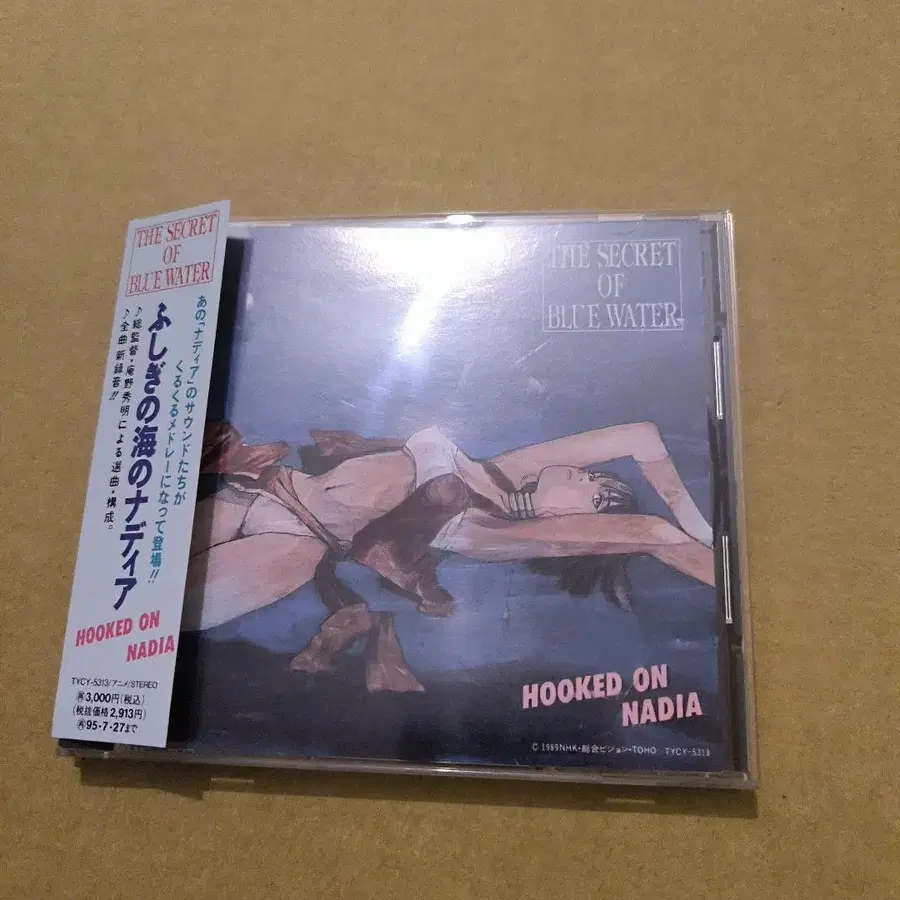 THE SECRET
OF
BLUE WATER
あの「ナディア」のサウンドたちが
くるくるメドレーになって登場!!
ふしぎの海のナディア
♪総監督・庵野秀明による選曲・構成。
♪全曲新録音!!
HOOKED ON
NADIA
TYCY-5313/アニメ/STEREO
3,000円(税込)
(税抜価格2,913円)
95・7・27まで
THE SECRET
OF
BLUE WATER
HOOKED ON
NADIA
© 1989NHK・総合ビジョン・TOHO TYCY-5313